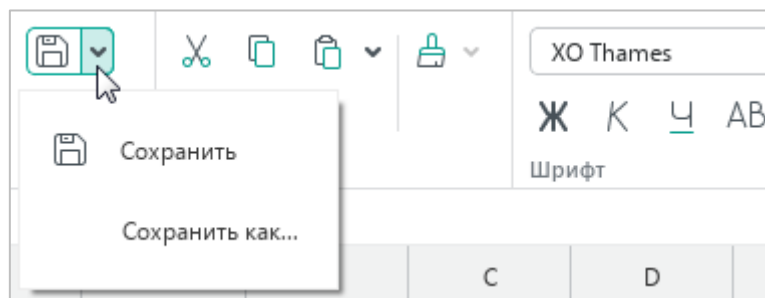 XO Thames
Ж К Ч АВ
Шрифт
Сохранить
Сохранить как...
C D